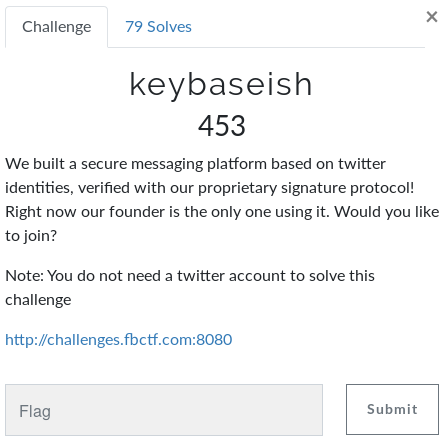 Challenge
79 Solves
×
keybaseish
453
We built a secure messaging platform based on twitter
identities, verified with our proprietary signature protocol!
Right now our founder is the only one using it. Would you like
to join?
Note: You do not need a twitter account to solve this
challenge
http://challenges.fbctf.com:8080
Flag
Submit